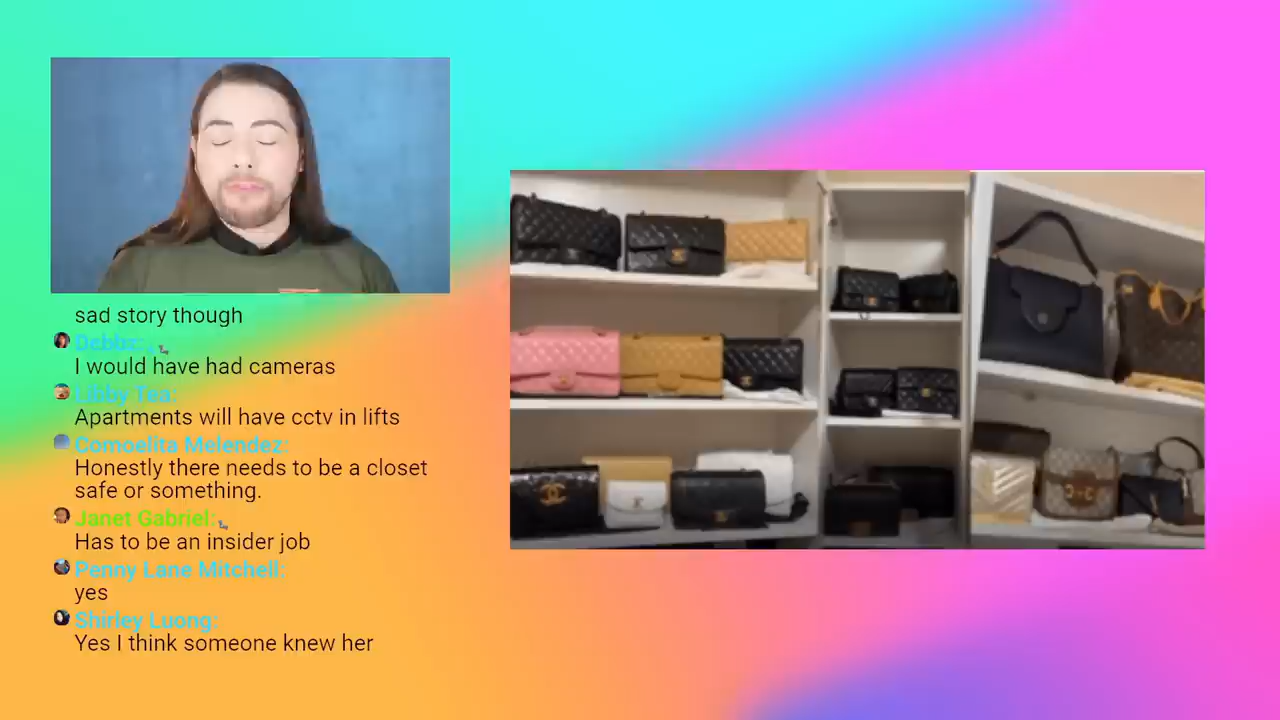 sad story though
Debbs:
I would have had cameras
Libby Tea:
Apartments will have cctv in lifts
Comoelita Melendez:
Honestly there needs to be a closet
safe or something.
Janet Gabriel:
Has to be an insider job
Penny Lane Mitchell:
yes
Shirley Luong:
Yes I think someone knew her